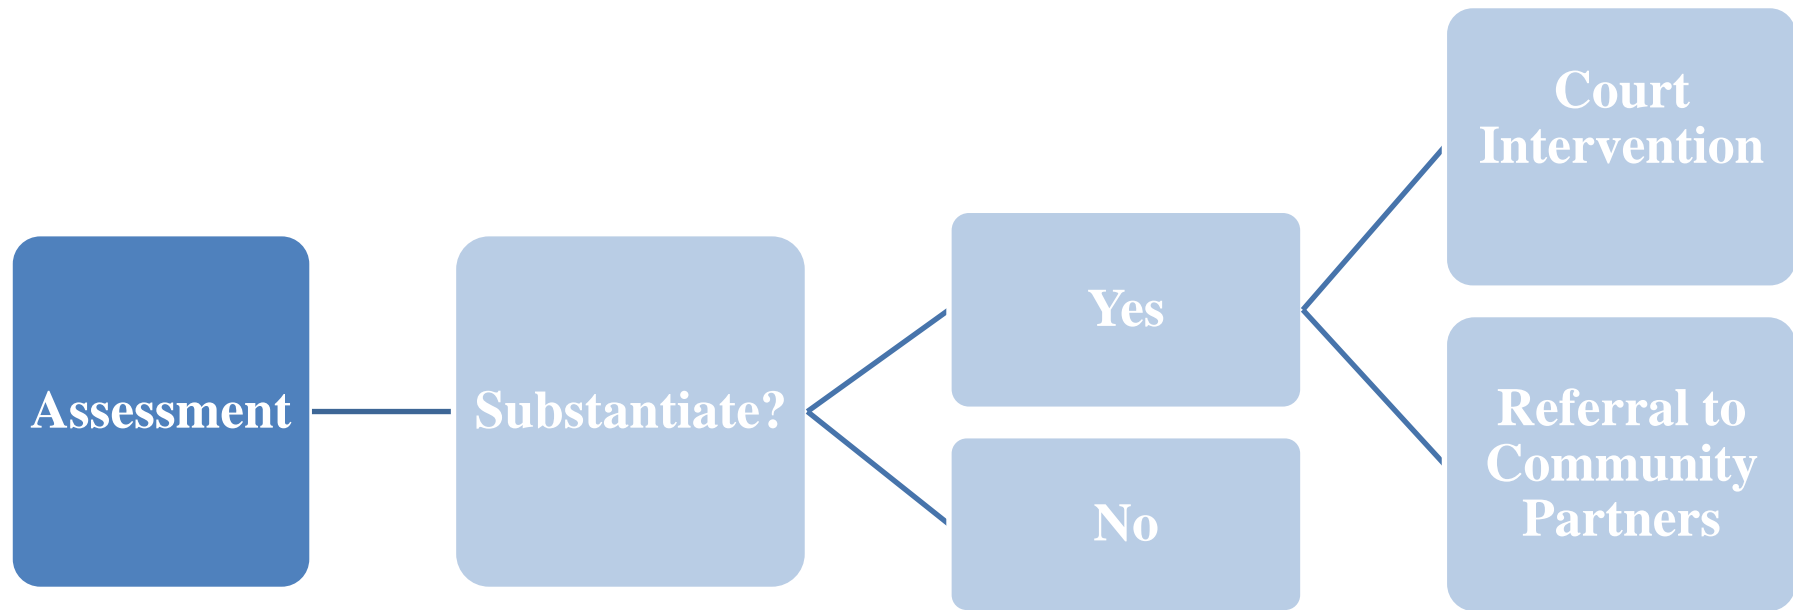 Assessment
Substantiate?
Yes
No
Court
Intervention
Referral to
Community
Partners